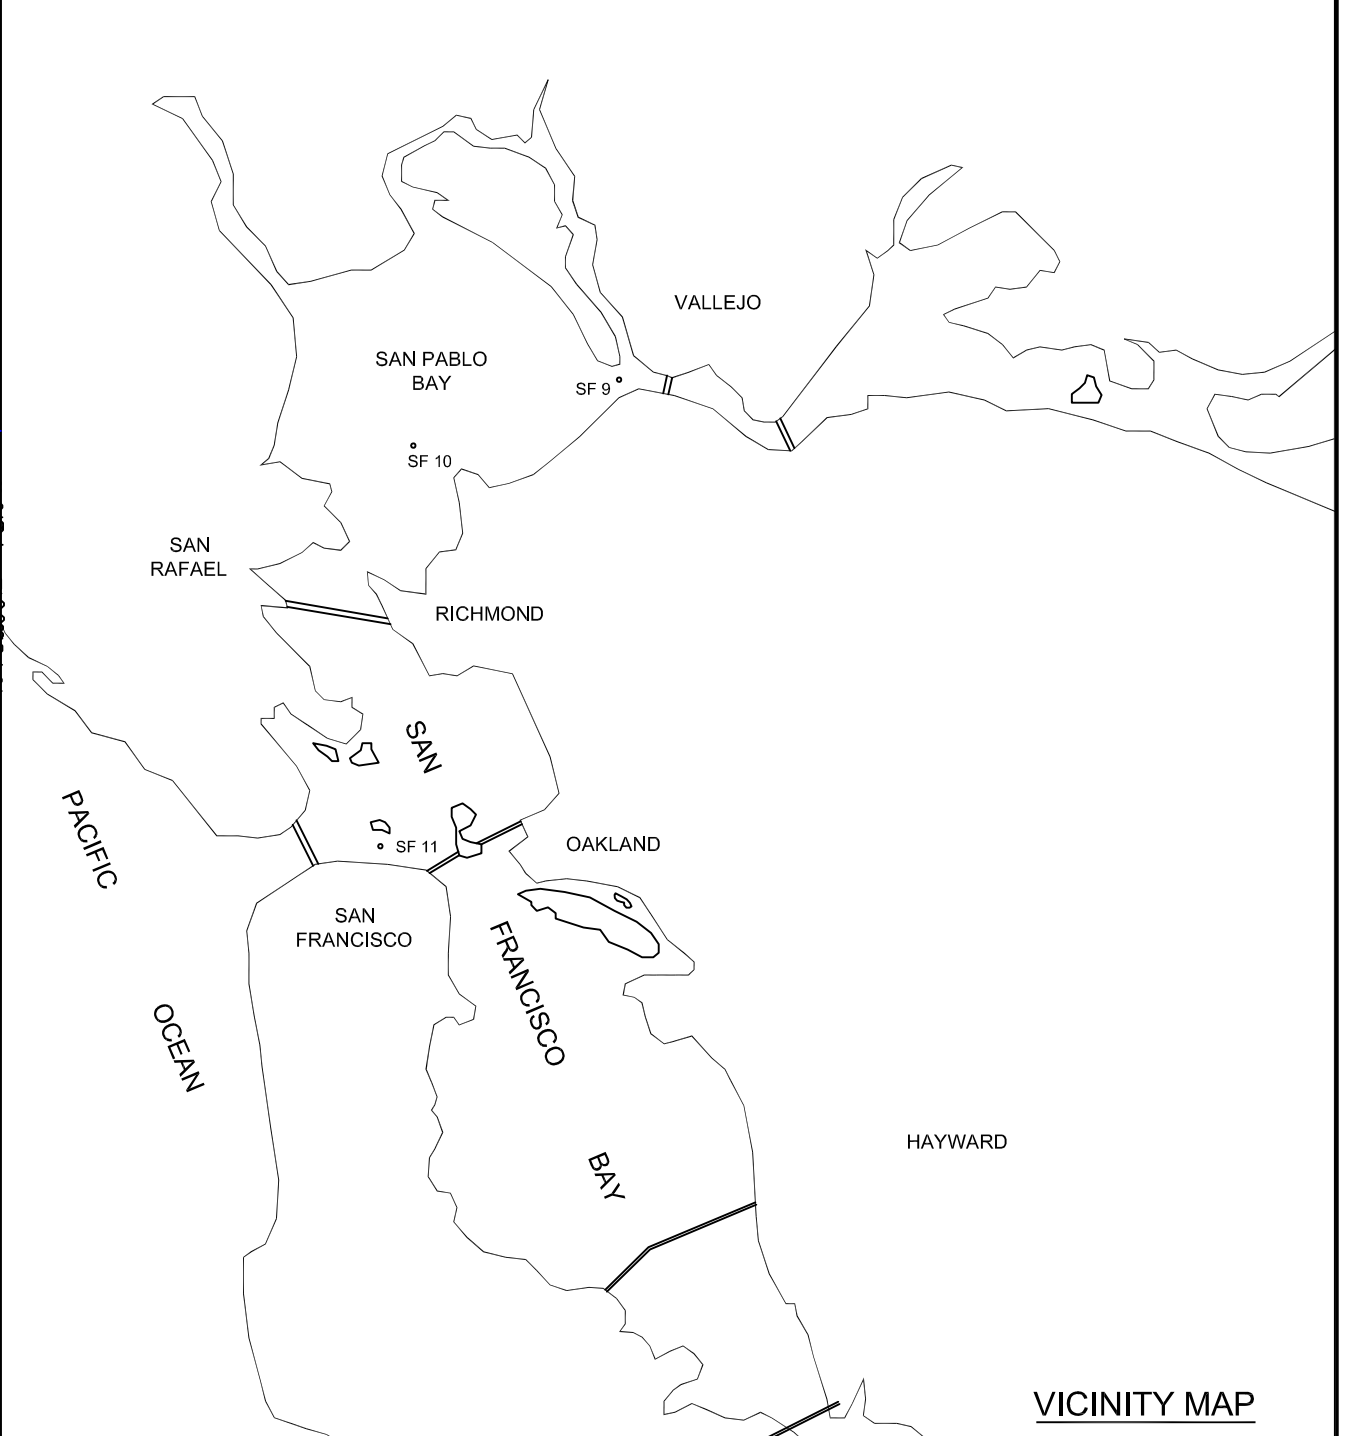 VALLEJO
SAN PABLO
BAY
SF 9
SF 10
SAN
RAFAEL
RICHMOND
SAN
PACIFIC
SF 11
OAKLAND
SAN
FRANCISCO
FRANCISCO
OCEAN
HAYWARD
BAY
VICINITY MAP